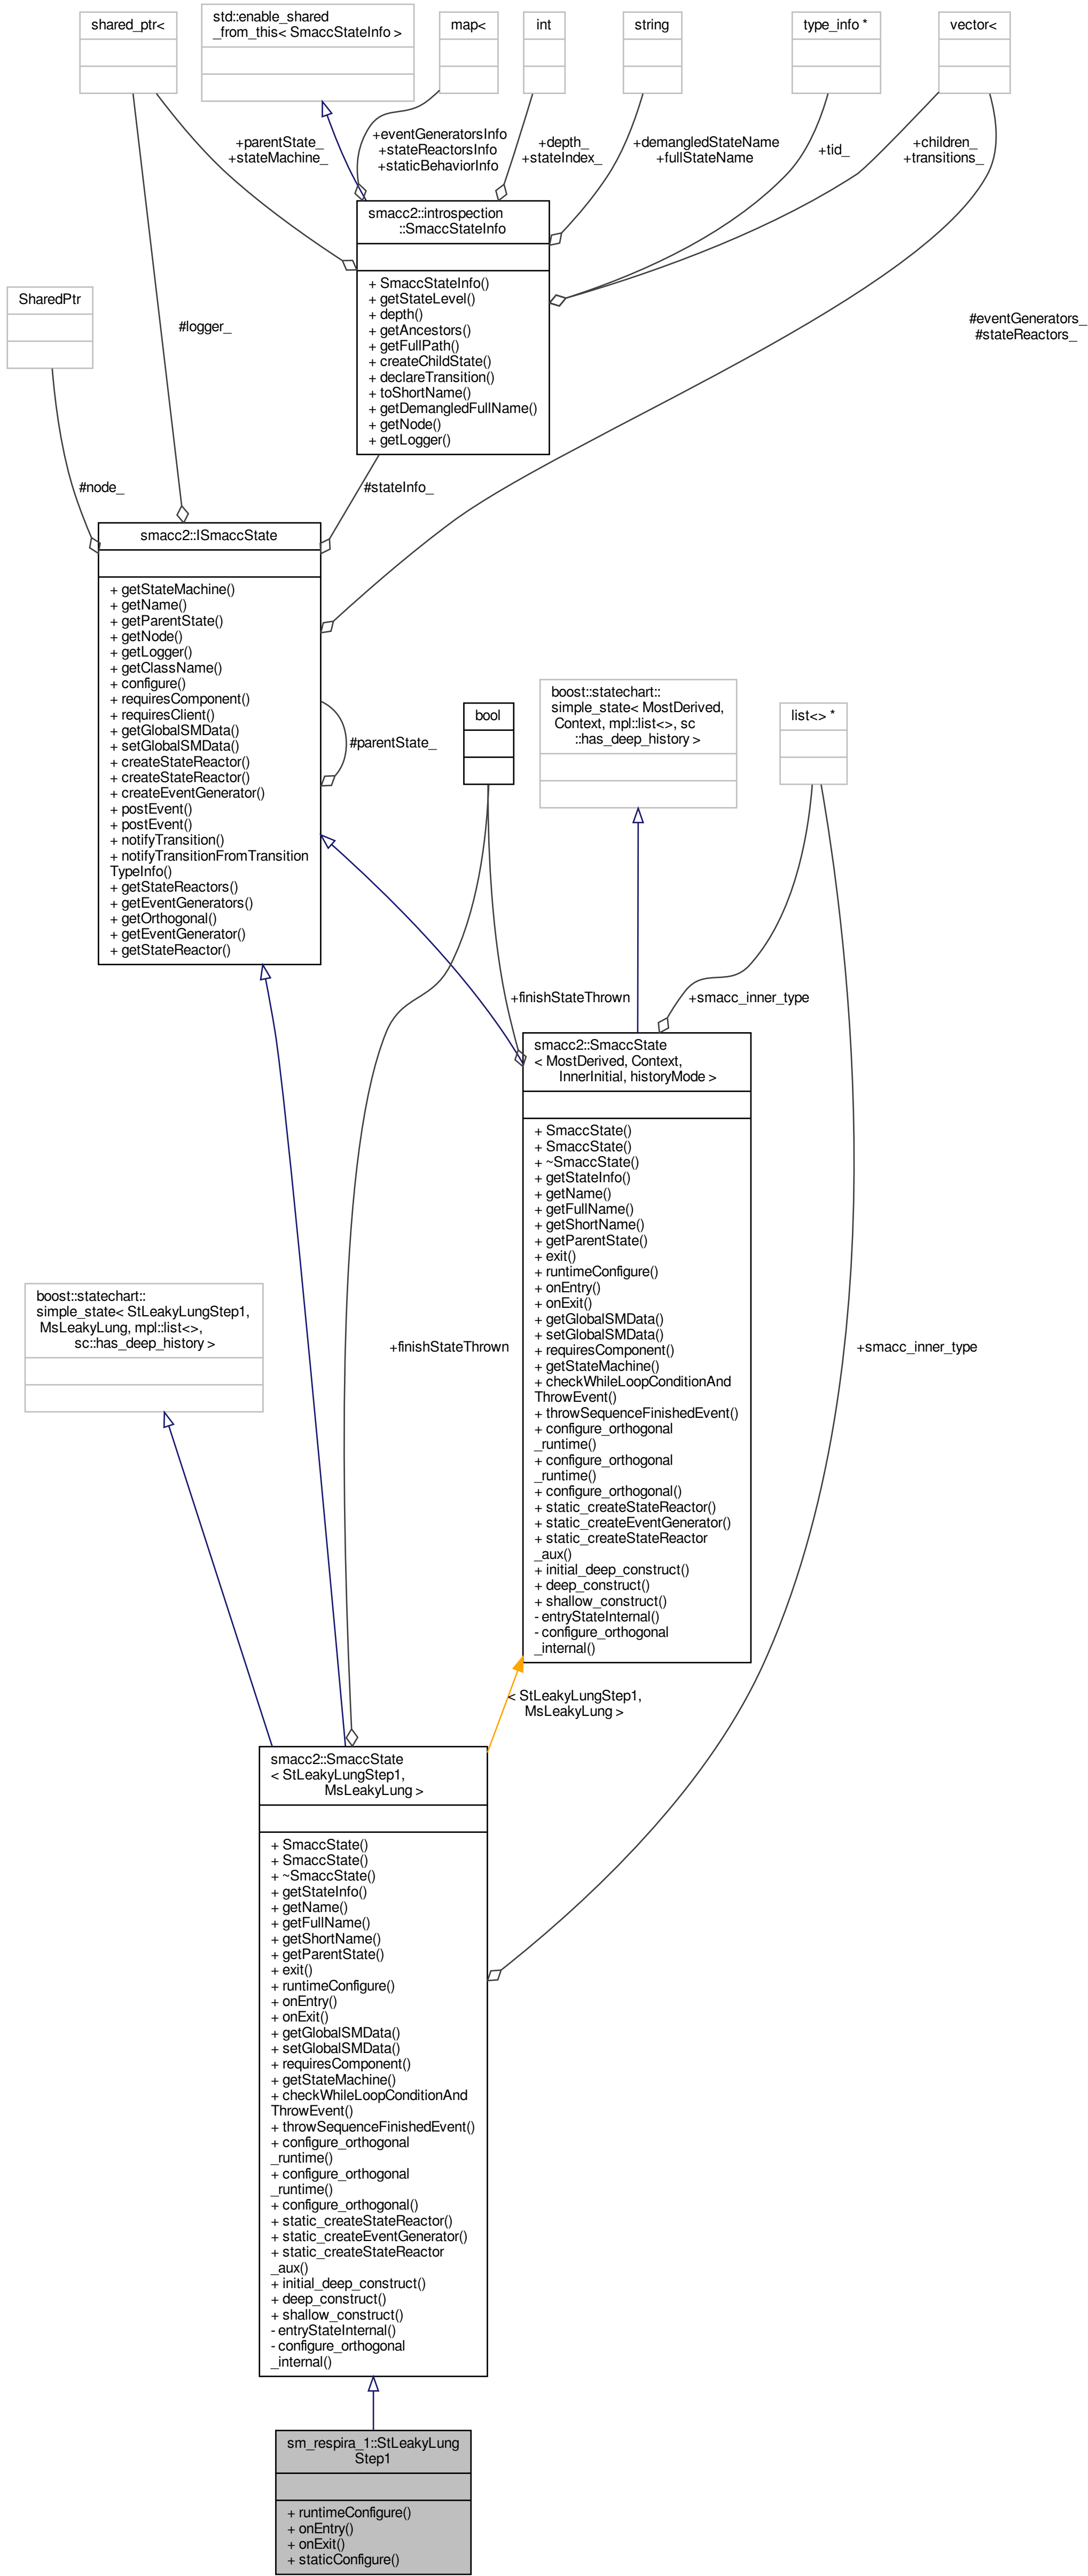 shared_ptr<
std::enable_shared
_from_this< SmaccStateInfo >
map<
int
string
type_info *
vector<
+parentState_
+stateMachine_
+eventGeneratorsInfo
+stateReactorsInfo
+staticBehaviorInfo
+depth_
+stateIndex_
+demangledStateName
+fullStateName
+tid_
+children_
+transitions_
smacc2::introspection
::SmaccStateInfo
+ SmaccStateInfo()
+ getStateLevel()
+ depth()
+ getAncestors()
+ getFullPath()
+ createChildState()
+ declareTransition()
+ toShortName()
+ getDemangledFullName()
+ getNode()
+ getLogger()
SharedPtr
#logger_
#eventGenerators_
#stateReactors_
#node_
#stateInfo_
smacc2::ISmaccState
+ getStateMachine()
+ getName()
+ getParentState()
+ getNode()
+ getLogger()
+ getClassName()
+ configure()
+ requiresComponent()
+ requiresClient()
+ getGlobalSMData()
+ setGlobalSMData()
+ createStateReactor()
+ createStateReactor()
+ createEventGenerator()
+ postEvent()
+ postEvent()
+ notifyTransition()
+ notifyTransitionFromTransition
TypeInfo()
+ getStateReactors()
+ getEventGenerators()
+ getOrthogonal()
+ getEventGenerator()
+ getStateReactor()
#parentState_
bool
boost::statechart::
simple_state< MostDerived,
Context, mpl::list<>, sc
::has_deep_history >
list<> *
+finishStateThrown
+smacc_inner_type
smacc2::SmaccState
< MostDerived, Context,
InnerInitial, historyMode >
+ SmaccState()
+ SmaccState()
+ ~SmaccState()
+ getStateInfo()
+ getName()
+ getFullName()
+ getShortName()
+ getParentState()
+ exit()
+ runtimeConfigure()
+ onEntry()
+ onExit()
+ getGlobalSMData()
+ setGlobalSMData()
+ requiresComponent()
+ getStateMachine()
+ checkWhileLoopConditionAnd
ThrowEvent()
+ throwSequenceFinishedEvent()
+ configure_orthogonal
_runtime()
+ configure_orthogonal
_runtime()
+ configure_orthogonal()
+ static_createStateReactor()
+ static_createEventGenerator()
+ static_createStateReactor
_aux()
+ initial_deep_construct()
+ deep_construct()
+ shallow_construct()
- entryStateInternal()
- configure_orthogonal
_internal()
boost::statechart::
simple_state< StLeakyLungStep1,
MsLeakyLung, mpl::list<>,
sc::has_deep_history >
+finishStateThrown
+smacc_inner_type
< StLeakyLungStep1,
MsLeakyLung >
smacc2::SmaccState
< StLeakyLungStep1,
MsLeakyLung >
+ SmaccState()
+ SmaccState()
+ ~SmaccState()
+ getStateInfo()
+ getName()
+ getFullName()
+ getShortName()
+ getParentState()
+ exit()
+ runtimeConfigure()
+ onEntry()
+ onExit()
+ getGlobalSMData()
+ setGlobalSMData()
+ requiresComponent()
+ getStateMachine()
+ checkWhileLoopConditionAnd
ThrowEvent()
+ throwSequenceFinishedEvent()
+ configure_orthogonal
_runtime()
+ configure_orthogonal
_runtime()
+ configure_orthogonal()
+ static_createStateReactor()
+ static_createEventGenerator()
+ static_createStateReactor
_aux()
+ initial_deep_construct()
+ deep_construct()
+ shallow_construct()
- entryStateInternal()
- configure_orthogonal
_internal()
sm_respira_1::StLeakyLung
Step1
+ runtimeConfigure()
+ onEntry()
+ onExit()
+ staticConfigure()